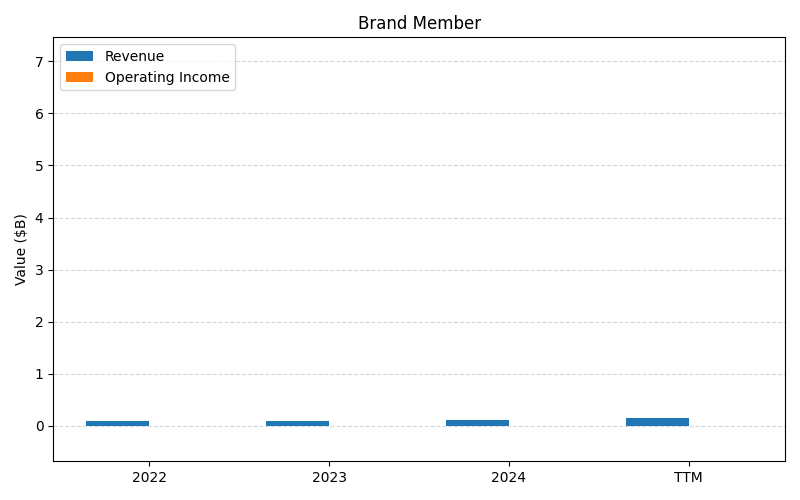 Brand Member
Revenue
Operating Income
Value ($B)
7
6
5
4
3
2
1
0
2022 2023 2024 TTM